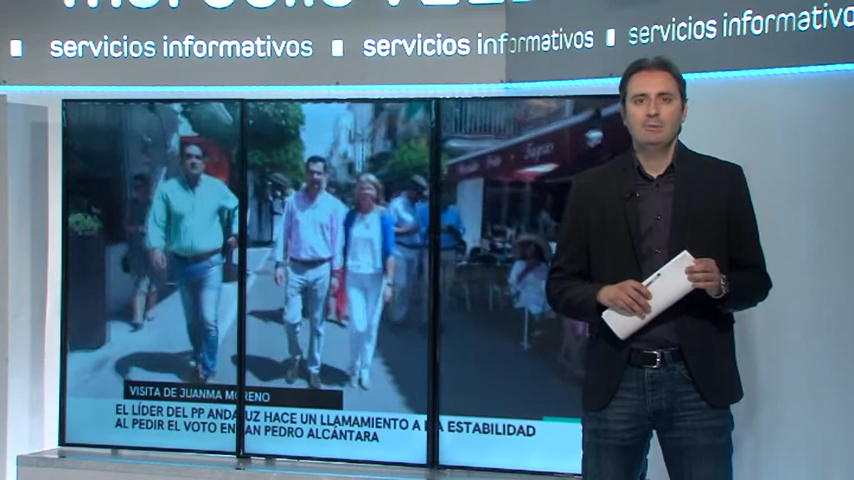 servicios informativos servicios informativos servicios informativos
VISITA DE JUANMA MORENO
EL LÍDER DEL PP ANDALUZ HACE UN LLAMAMIENTO A LA ESTABILIDAD
AL PEDIR EL VOTO EN SAN PEDRO ALCÁNTARA